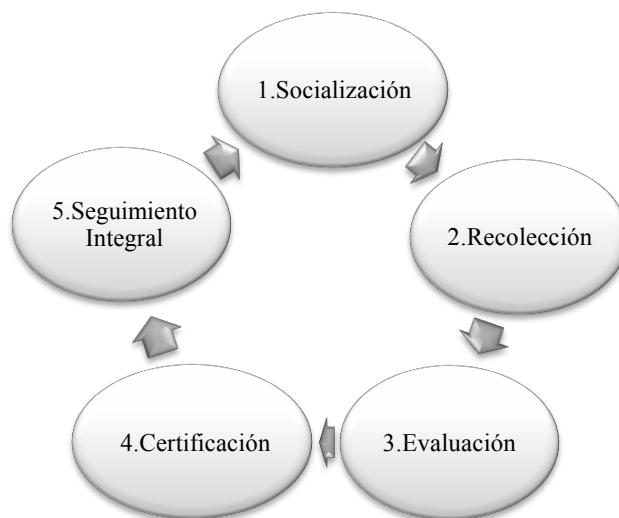 1.Socialización
2.Recolección
3.Evaluación
4.Certificación
5.Seguimiento
Integral